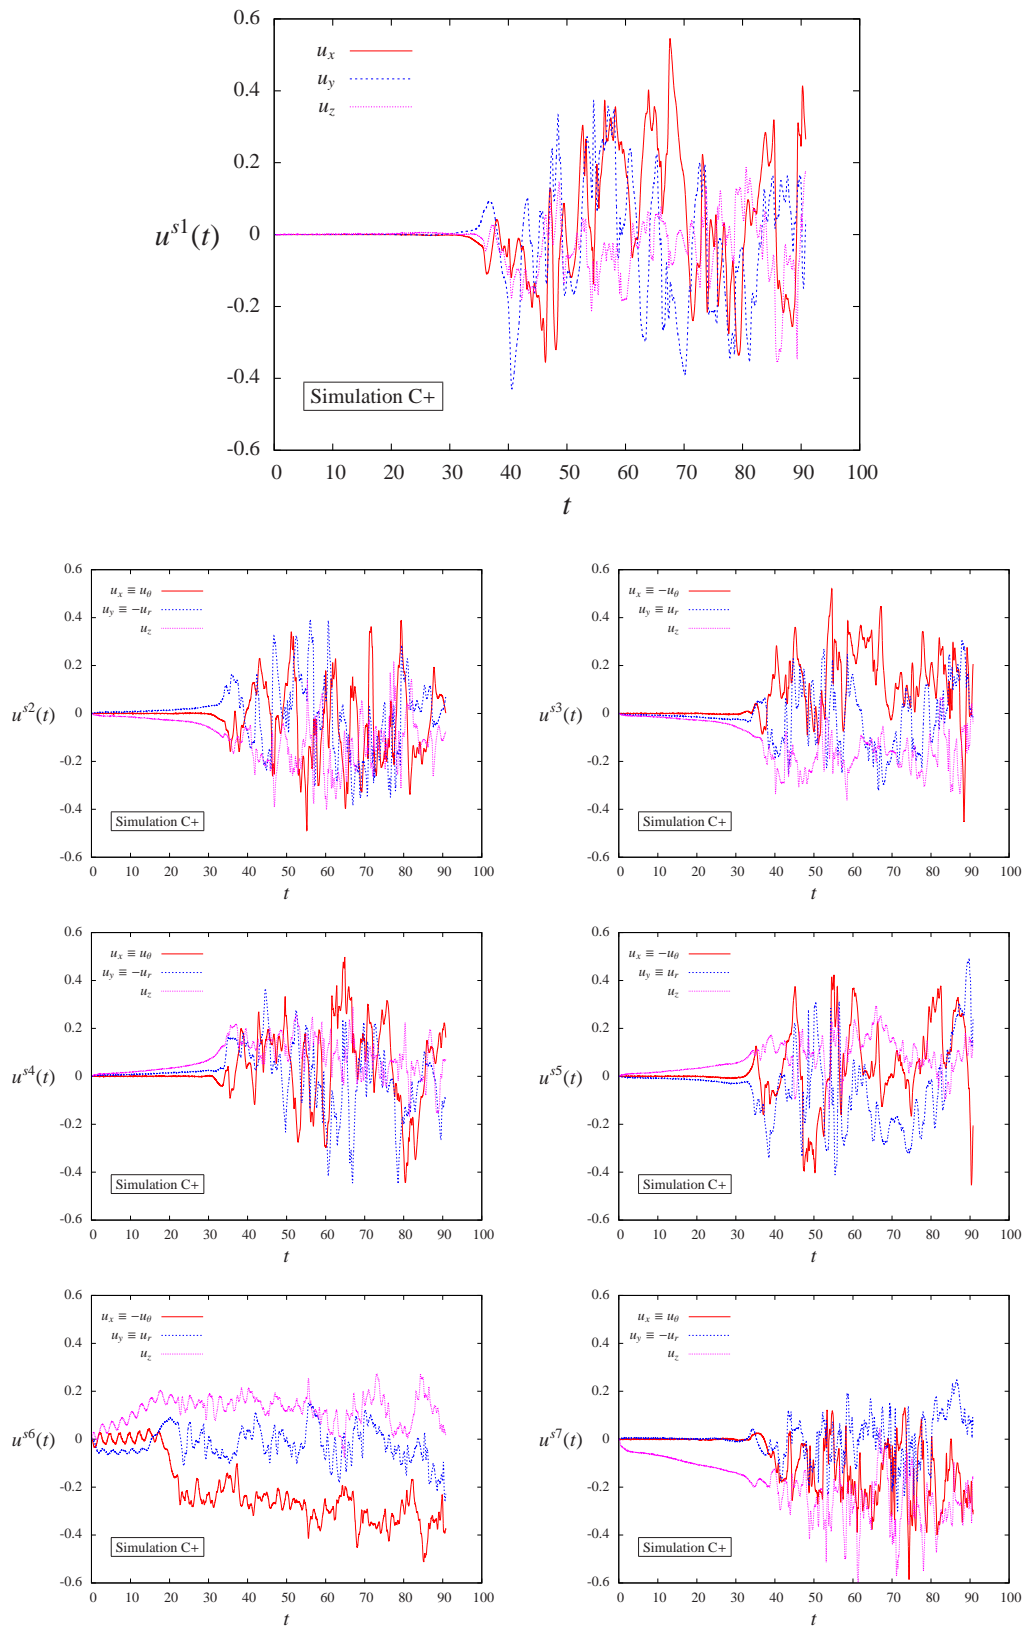 0.6
u_x
u_y
u_z
0.4
0.2
u^{s1}(t)
0
-0.2
-0.4
Simulation C+
-0.6
0 10 20 30 40 50 60 70 80 90 100
t
0.6
u_x ≡ u_θ
u_y ≡ −u_r
u_z
0.4
0.2
u^{s2}(t)
0
-0.2
-0.4
Simulation C+
-0.6
0 10 20 30 40 50 60 70 80 90 100
t
0.6
u_x ≡ −u_θ
u_y ≡ u_r
u_z
0.4
0.2
u^{s3}(t)
0
-0.2
-0.4
Simulation C+
-0.6
0 10 20 30 40 50 60 70 80 90 100
t
0.6
u_x ≡ u_θ
u_y ≡ −u_r
u_z
0.4
0.2
u^{s4}(t)
0
-0.2
-0.4
Simulation C+
-0.6
0 10 20 30 40 50 60 70 80 90 100
t
0.6
u_x ≡ −u_θ
u_y ≡ u_r
u_z
0.4
0.2
u^{s5}(t)
0
-0.2
-0.4
Simulation C+
-0.6
0 10 20 30 40 50 60 70 80 90 100
t
0.6
u_x ≡ −u_θ
u_y ≡ u_r
u_z
0.4
0.2
u^{s6}(t)
0
-0.2
-0.4
Simulation C+
-0.6
0 10 20 30 40 50 60 70 80 90 100
t
0.6
u_x ≡ u_θ
u_y ≡ −u_r
u_z
0.4
0.2
u^{s7}(t)
0
-0.2
-0.4
Simulation C+
-0.6
0 10 20 30 40 50 60 70 80 90 100
t